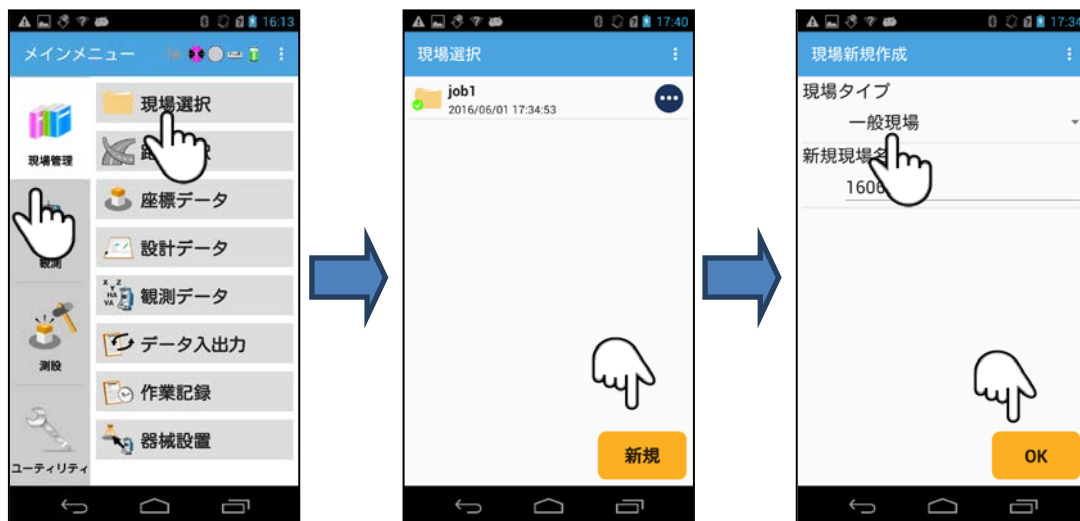 16:13
メインメニュー
現場管理
測設
ユーティリティ
現場選択
座標データ
設計データ
観測データ
データ入出力
作業記録
器械設置
17:40
現場選択
job1
2016/06/01 17:34:53
新規
17:34
現場新規作成
現場タイプ
一般現場
新規現場名
1606
OK